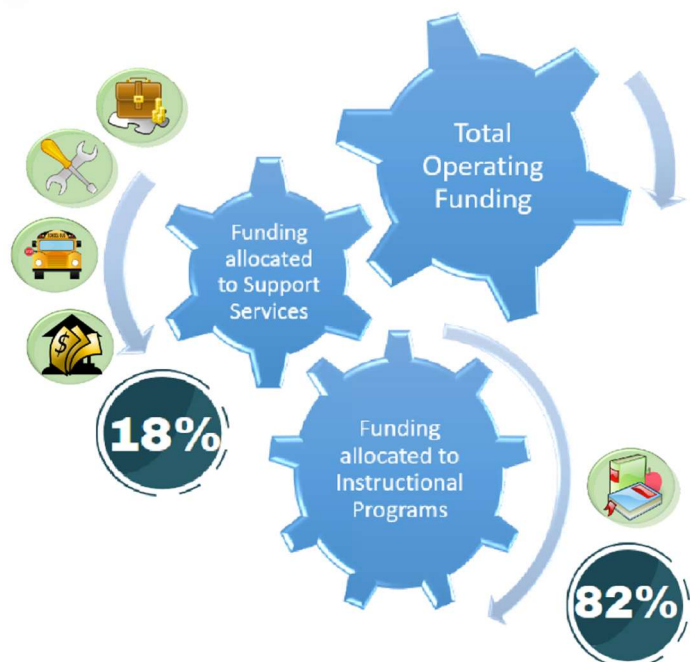 Total
Operating
Funding
Funding
allocated
to Support
Services
18%
Funding
allocated to
Instructional
Programs
82%